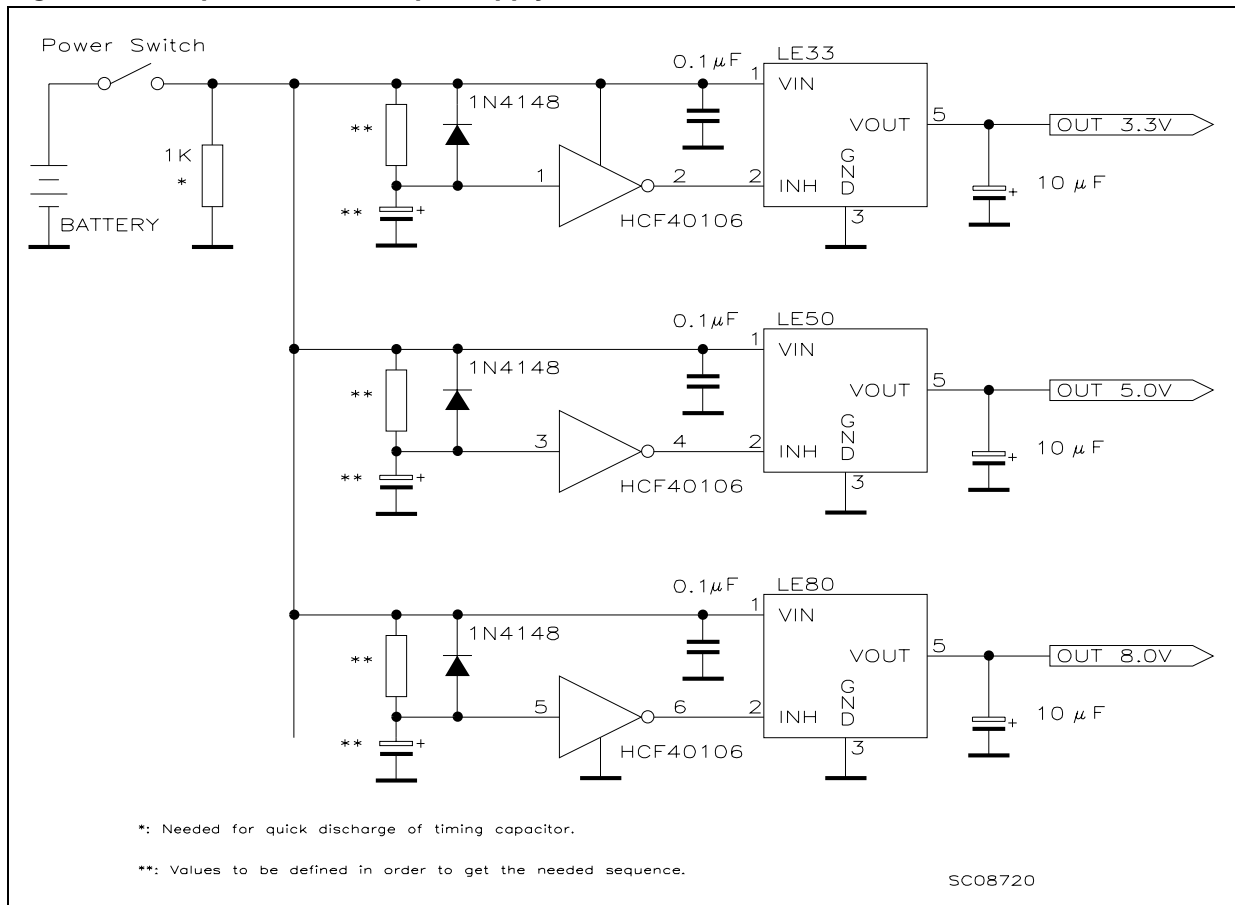 Power Switch
BATTERY
1K
*
**
**
1N4148
1
2
HCF40106
0.1μF
LE33
1
VIN
2
INH
VOUT
GND
3
5
OUT 3.3V
10 μF
+
+
**
**
1N4148
3
4
HCF40106
0.1μF
LE50
1
VIN
2
INH
VOUT
GND
3
5
OUT 5.0V
10 μF
+
+
**
**
1N4148
5
6
HCF40106
0.1μF
LE80
1
VIN
2
INH
VOUT
GND
3
5
OUT 8.0V
10 μF
+
+
*: Needed for quick discharge of timing capacitor.
**: Values to be defined in order to get the needed sequence.
SC08720